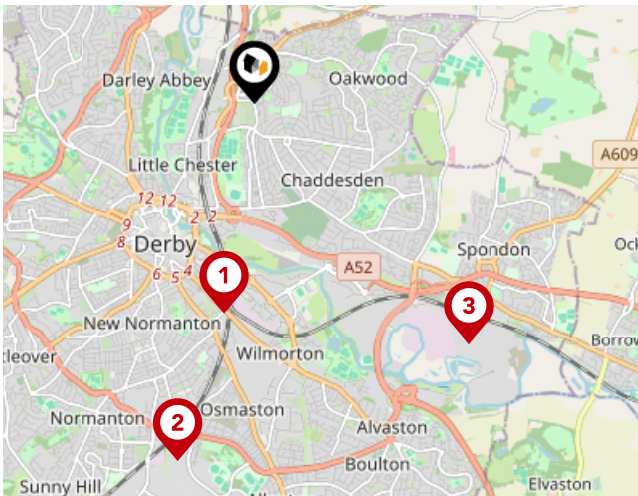 Darley Abbey
Oakwood
A609
Little Chester
Chaddesden
12 12
2 2
9
8
Derby
Spondon
Ock
6 5 4
1
A52
3
New Normanton
Borrow
tleover
Wilmorton
Normanton
2
Osmaston
Alvaston
Boulton
Sunny Hill
Elvaston